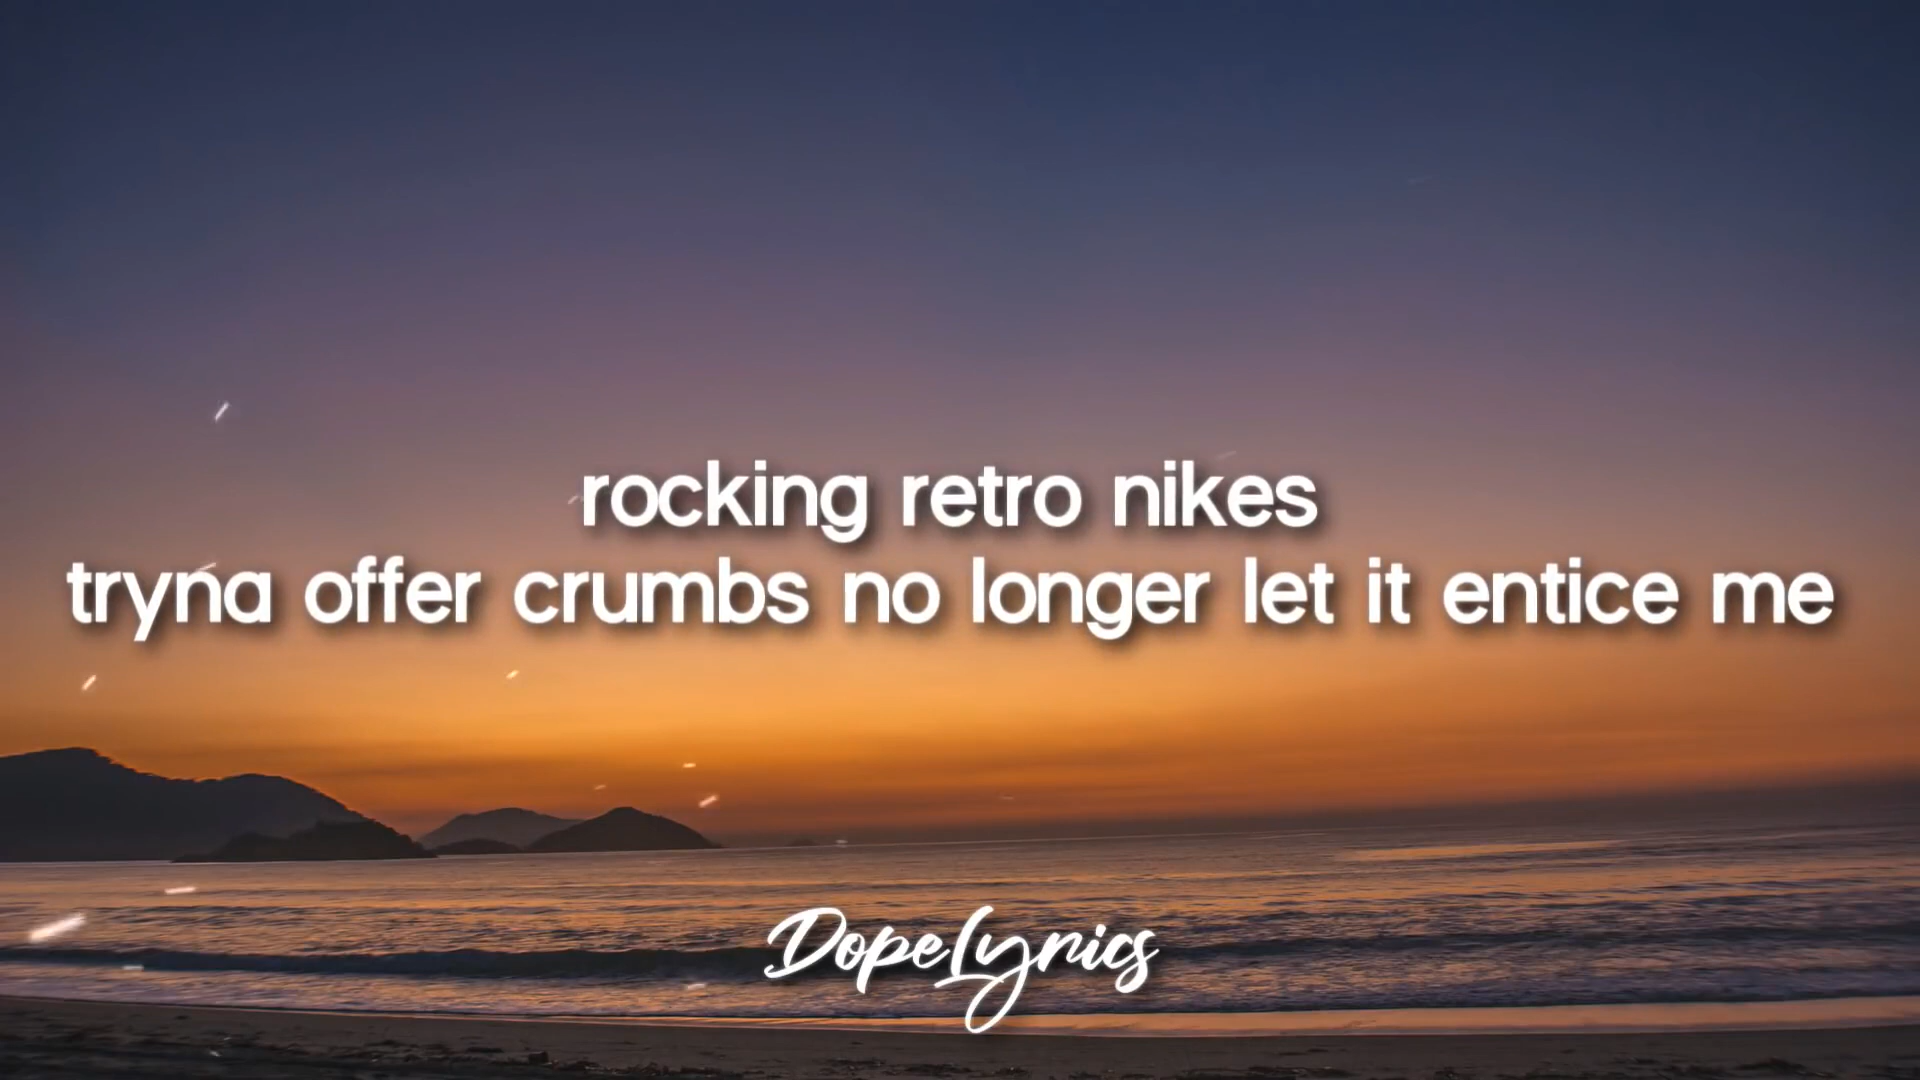 rocking retro nikes
tryna offer crumbs no longer let it entice me
DopeLyrics